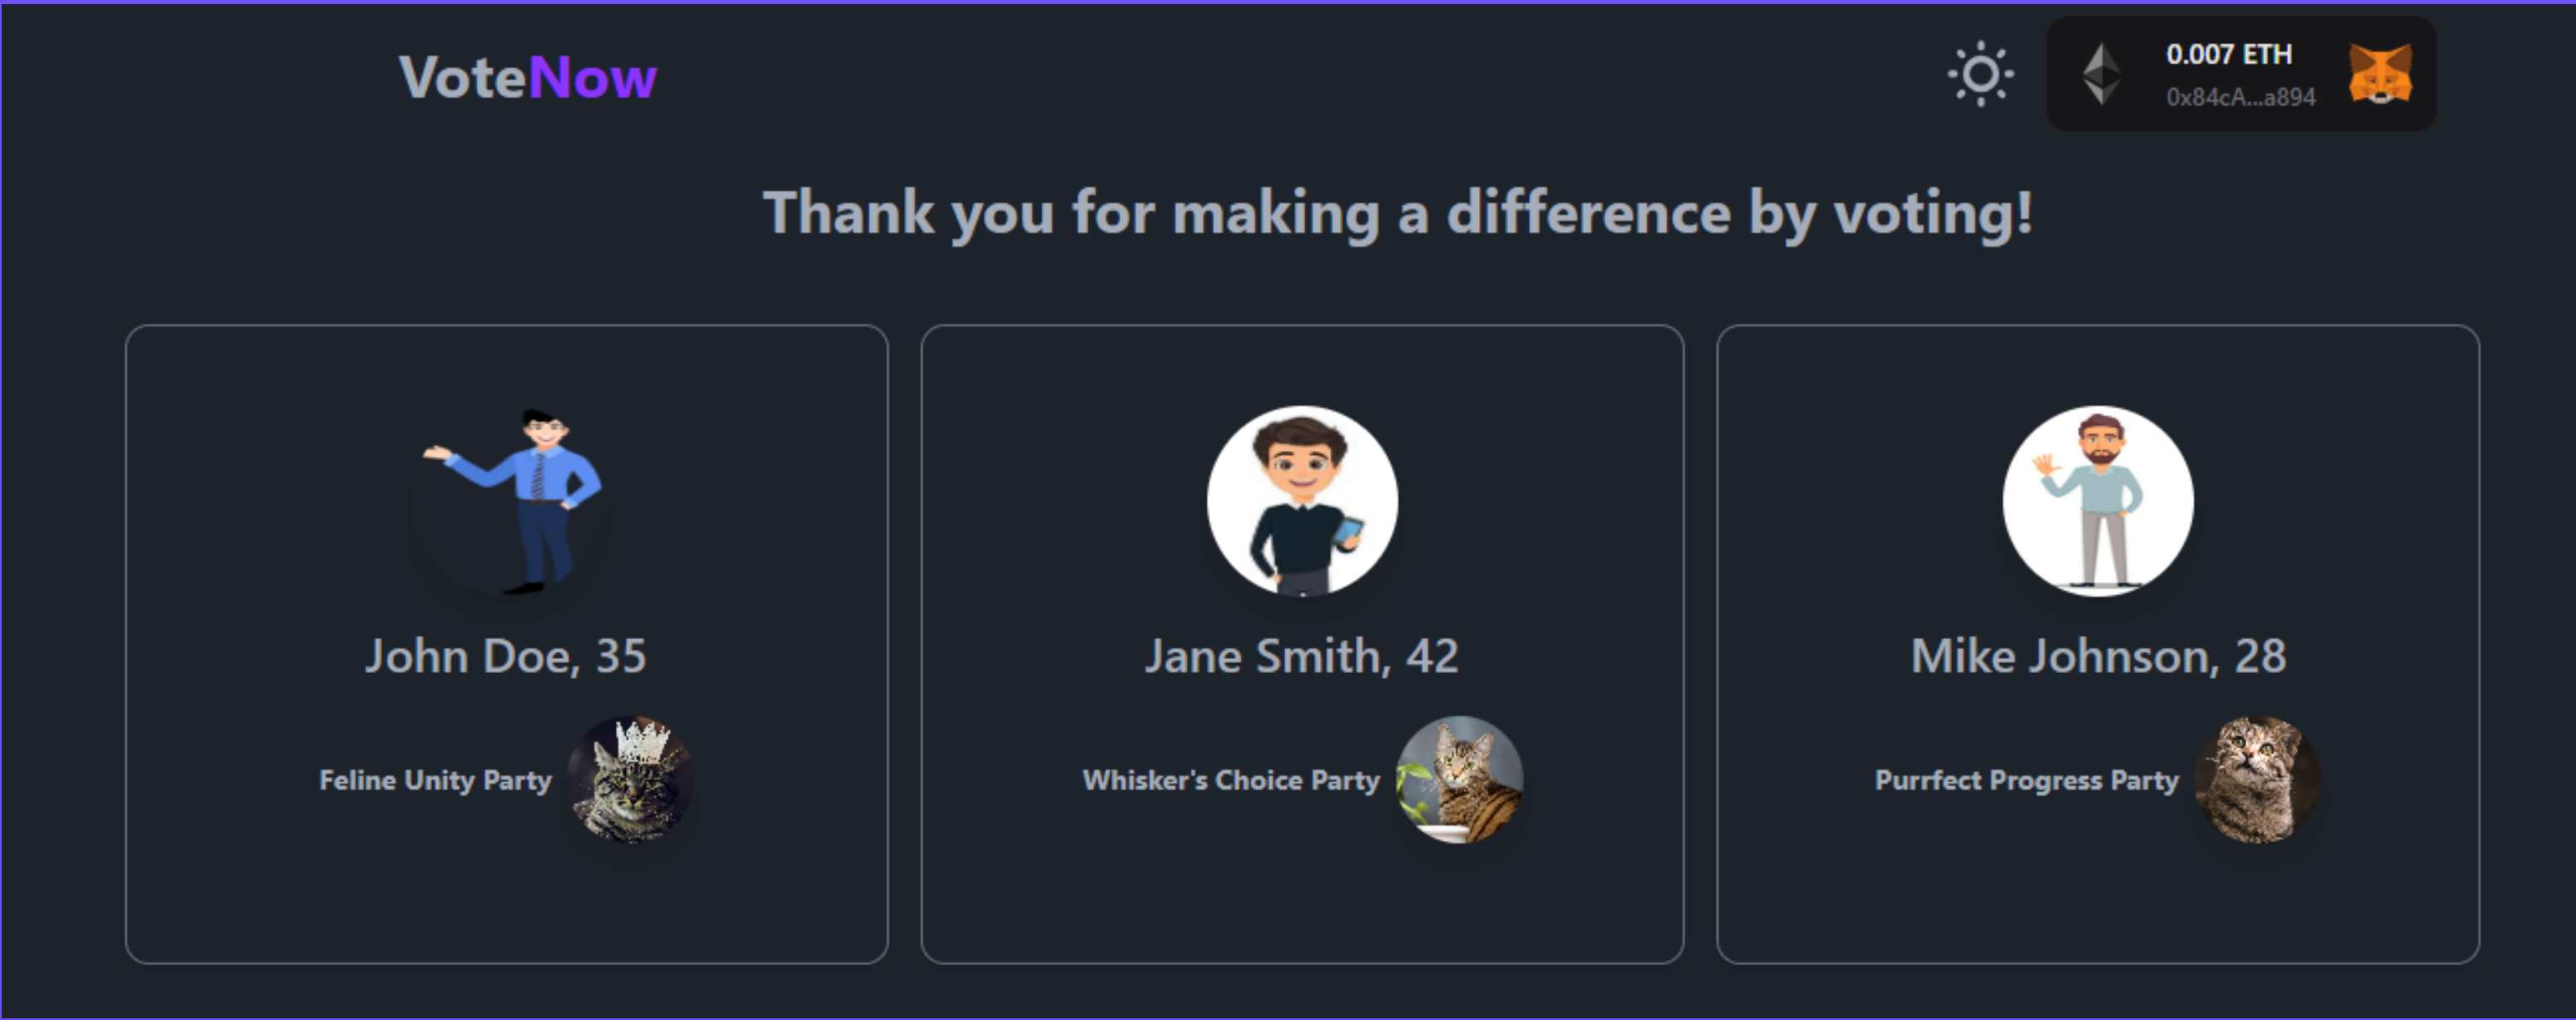 VoteNow
0.007 ETH
0x84cA...a894
Thank you for making a difference by voting!
John Doe, 35
Feline Unity Party
Jane Smith, 42
Whisker's Choice Party
Mike Johnson, 28
Purrfect Progress Party